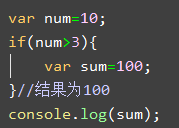 var num=10;
if(num>3){
    var sum=100;
}//结果为100
console.log(sum);